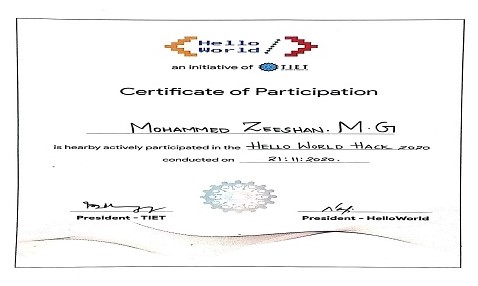 Hello
World
an initiative of TIET
Certificate of Participation
MOHAMMED ZEESHAN. M.G
is hearby actively participated in the HELLO WORLD HACK 2020
conducted on 21:11:2020.
President - TIET President - HelloWorld